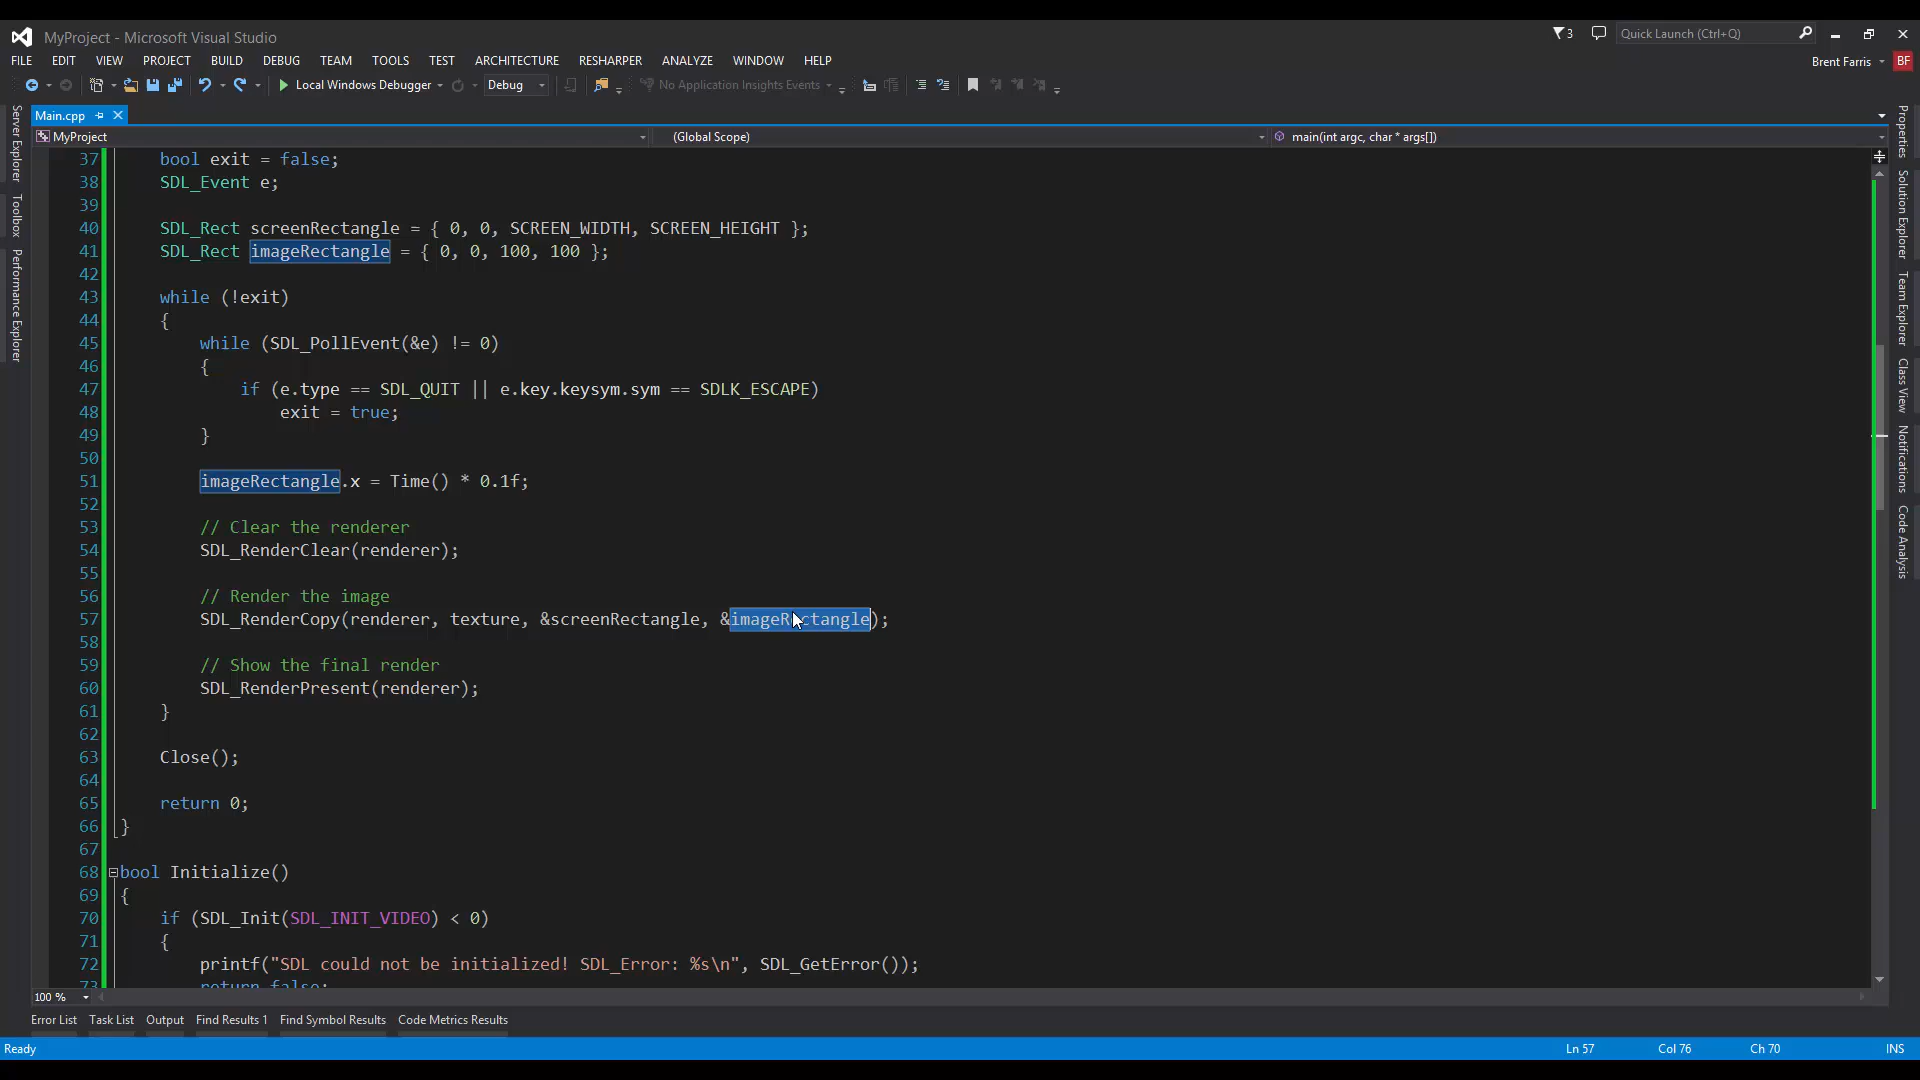 MyProject - Microsoft Visual Studio
3
Quick Launch (Ctrl+Q)
FILE EDIT VIEW PROJECT BUILD DEBUG TEAM TOOLS TEST ARCHITECTURE RESHARPER ANALYZE WINDOW HELP
Brent Farris BF
Local Windows Debugger Debug No Application Insights Events
Main.cpp
MyProject (Global Scope) main(int argc, char * args[])
Server Explorer
Toolbox
Performance Explorer
37 bool exit = false;
38 SDL_Event e;
39
40 SDL_Rect screenRectangle = { 0, 0, SCREEN_WIDTH, SCREEN_HEIGHT };
41 SDL_Rect imageRectangle = { 0, 0, 100, 100 };
42
43 while (!exit)
44 {
45 while (SDL_PollEvent(&e) != 0)
46 {
47 if (e.type == SDL_QUIT || e.key.keysym.sym == SDLK_ESCAPE)
48 exit = true;
49 }
50
51 imageRectangle.x = Time() * 0.1f;
52
53 // Clear the renderer
54 SDL_RenderClear(renderer);
55
56 // Render the image
57 SDL_RenderCopy(renderer, texture, &screenRectangle, &imageRectangle);
58
59 // Show the final render
60 SDL_RenderPresent(renderer);
61 }
62
63 Close();
64
65 return 0;
66 }
67
68 bool Initialize()
69 {
70 if (SDL_Init(SDL_INIT_VIDEO) < 0)
71 {
72 printf("SDL could not be initialized! SDL_Error: %s\n", SDL_GetError());
73 return false;
Properties
Solution Explorer
Team Explorer
Class View
Notifications
Code Analysis
100 %
Error List Task List Output Find Results 1 Find Symbol Results Code Metrics Results
Ready Ln 57 Col 76 Ch 70 INS